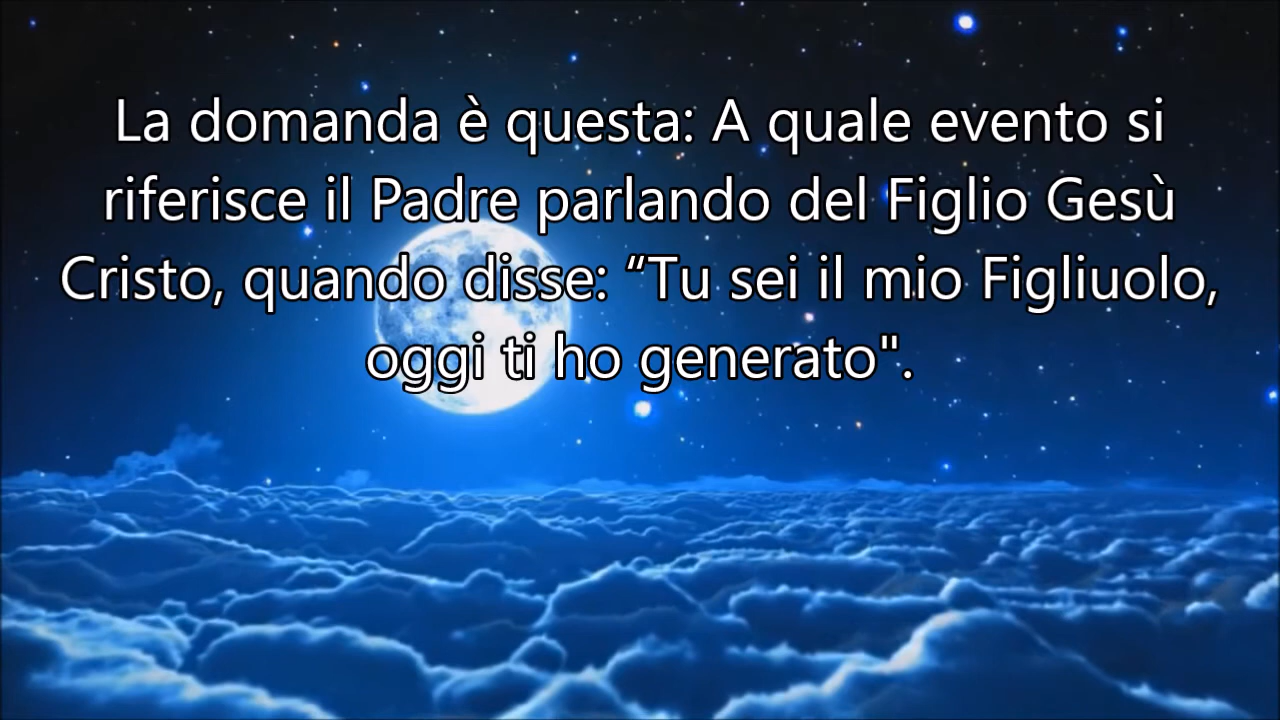 La domanda è questa: A quale evento si
riferisce il Padre parlando del Figlio Gesù
Cristo, quando disse: “Tu sei il mio Figliuolo,
oggi ti ho generato".